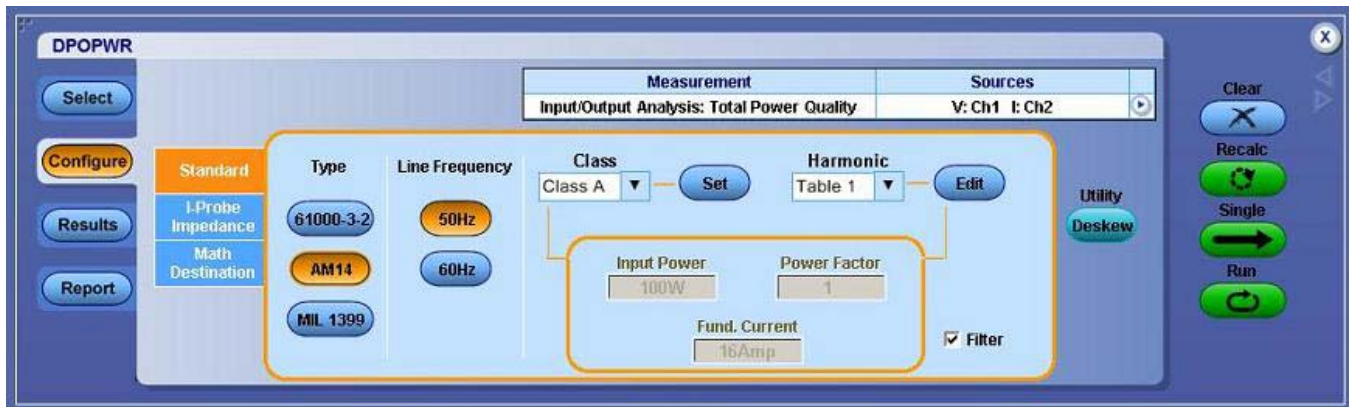 DPOPWR
Select
Configure
Results
Report
Measurement Sources
Input/Output Analysis: Total Power Quality V: Ch1 I: Ch2
Standard
I-Probe Impedance
Math Destination
Type
61000-3-2
AM14
MIL 1399
Line Frequency
50Hz
60Hz
Class
Class A
Set
Harmonic
Table 1
Edit
Input Power
100W
Power Factor
1
Fund. Current
16Amp
Filter
Utility
Deskew
X
Clear
Recalc
Single
Run